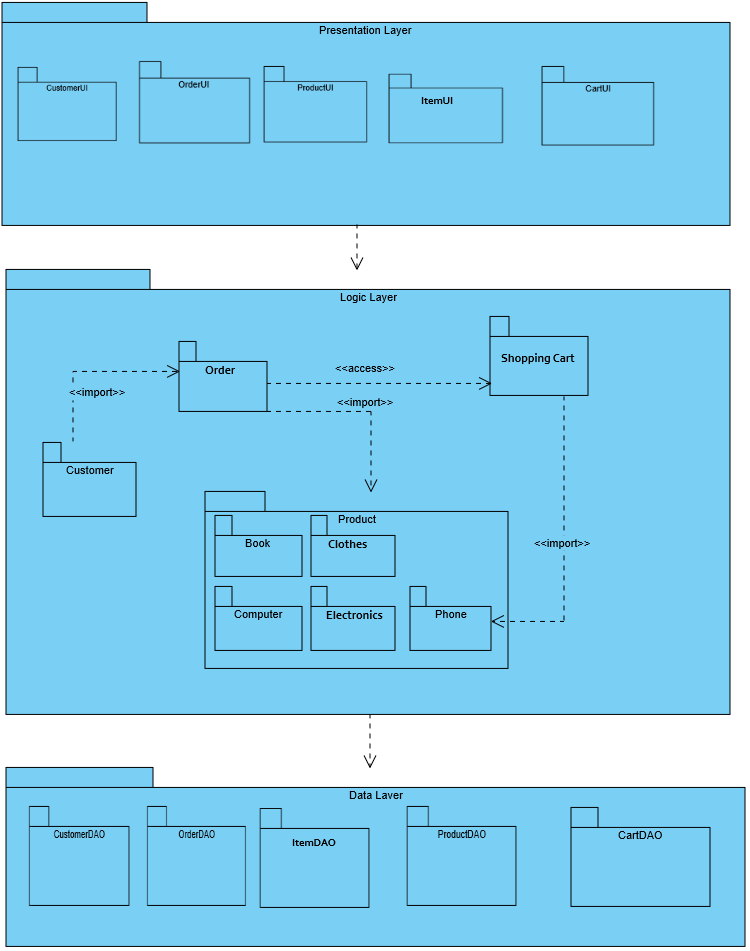 Presentation Layer
CustomerUI
OrderUI
ProductUI
ItemUI
CartUI
Logic Layer
Order
<<access>>
Shopping Cart
<<import>>
<<import>>
Customer
Product
Book
Clothes
<<import>>
Computer
Electronics
Phone
Data Layer
CustomerDAO
OrderDAO
ItemDAO
ProductDAO
CartDAO